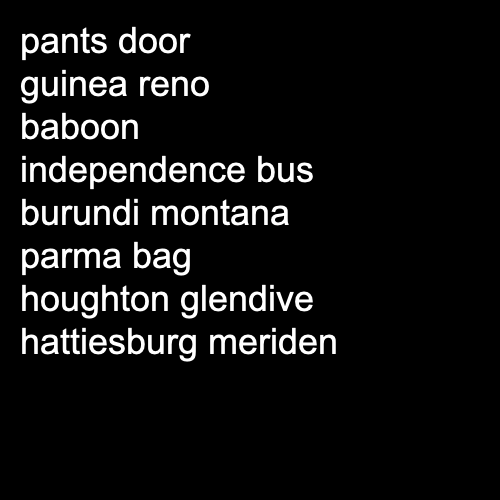 pants door
guinea reno
baboon
independence bus
burundi montana
parma bag
houghton glendive
hattiesburg meriden